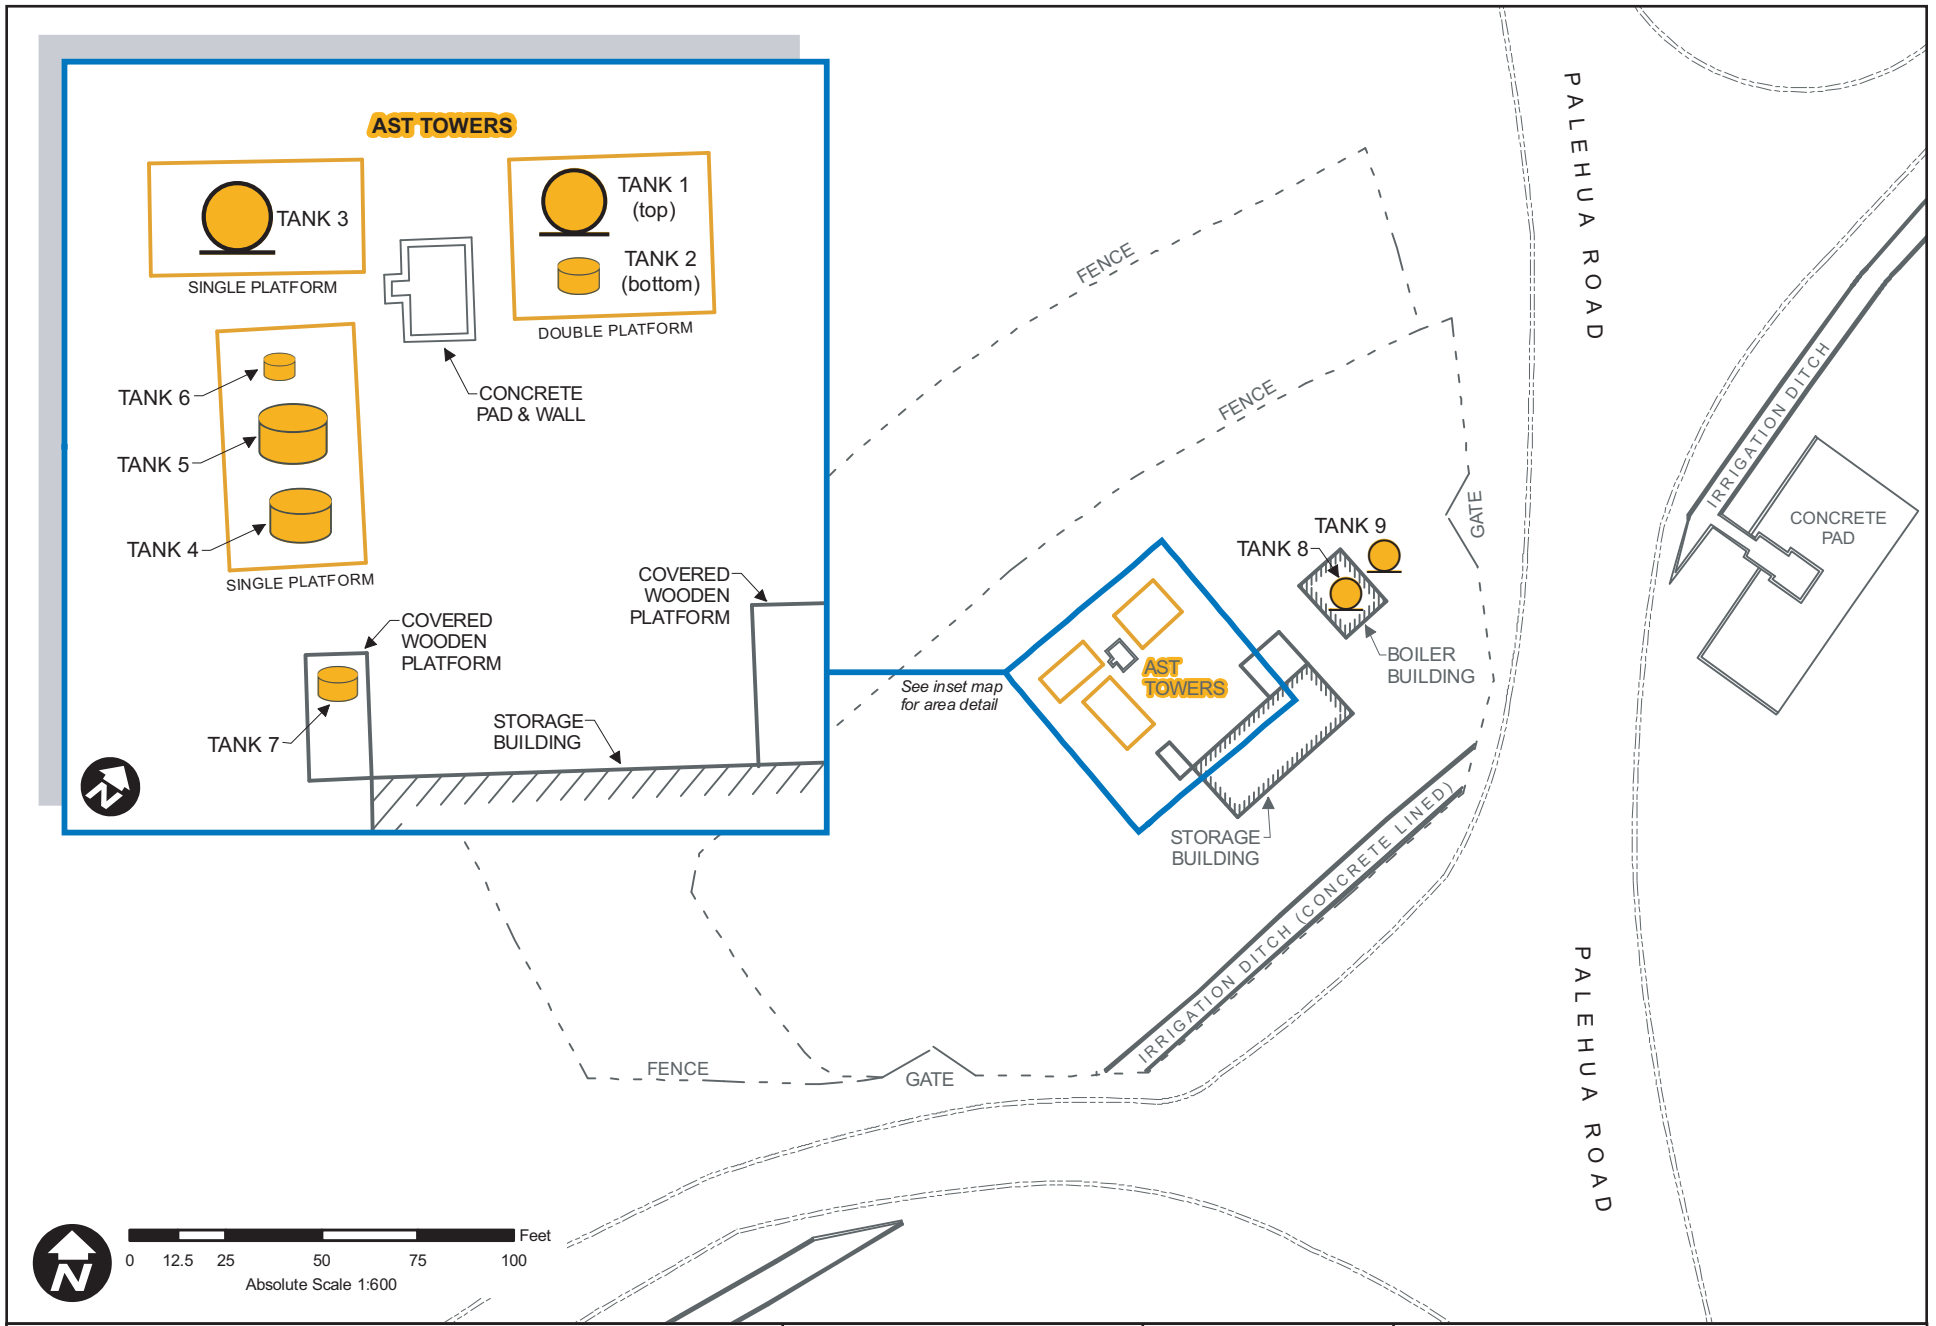 AST TOWERS
TANK 3
SINGLE PLATFORM
TANK 1
(top)
TANK 2
(bottom)
DOUBLE PLATFORM
CONCRETE
PAD & WALL
TANK 6
TANK 5
TANK 4
SINGLE PLATFORM
COVERED
WOODEN
PLATFORM
COVERED
WOODEN
PLATFORM
TANK 7
STORAGE
BUILDING
N
See inset map
for area detail
FENCE
FENCE
GATE
TANK 9
TANK 8
BOILER
BUILDING
AST
TOWERS
STORAGE
BUILDING
IRRIGATION DITCH (CONCRETE LINED)
FENCE
GATE
PALEHUA ROAD
PALEHUA ROAD
IRRIGATION DITCH
CONCRETE
PAD
N
Feet
0 12.5 25 50 75 100
Absolute Scale 1:600